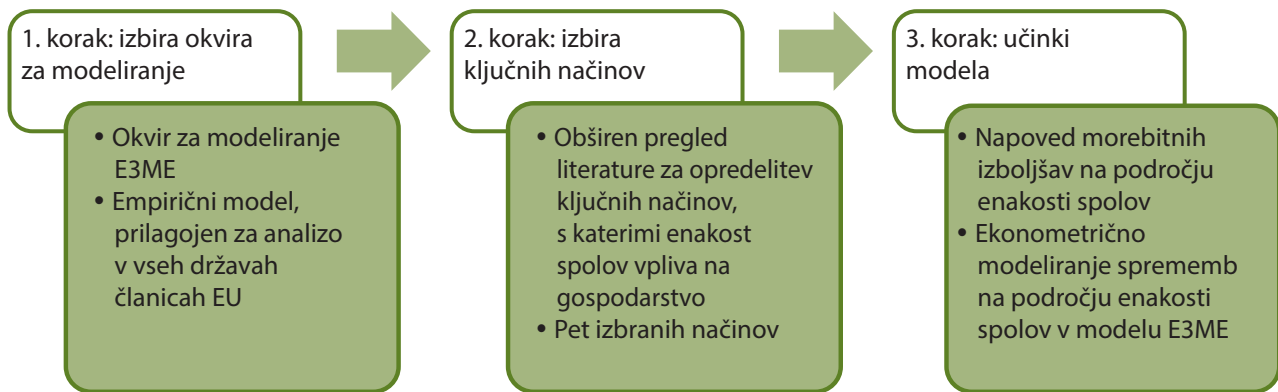 1. korak: izbira okvira
za modeliranje
• Okvir za modeliranje
E3ME
• Empirični model,
prilagojen za analizo
v vseh državah
članicah EU
2. korak: izbira
ključnih načinov
• Obširen pregled
literature za opredelitev
ključnih načinov,
s katerimi enakost
spolov vpliva na
gospodarstvo
• Pet izbranih načinov
3. korak: učinki
modela
• Napoved morebitnih
izboljšav na področju
enakosti spolov
• Ekonometrično
modeliranje sprememb
na področju enakosti
spolov v modelu E3ME